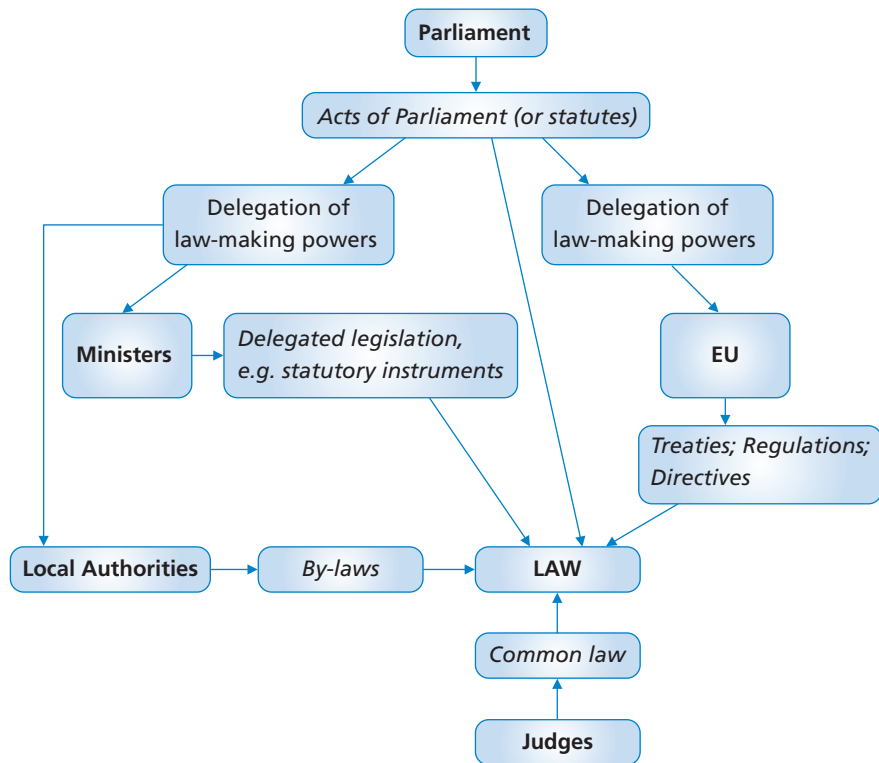 Parliament
Acts of Parliament (or statutes)
Delegation of
law-making powers
Delegation of
law-making powers
Ministers
Delegated legislation,
e.g. statutory instruments
EU
Treaties; Regulations;
Directives
Local Authorities
By-laws
LAW
Common law
Judges